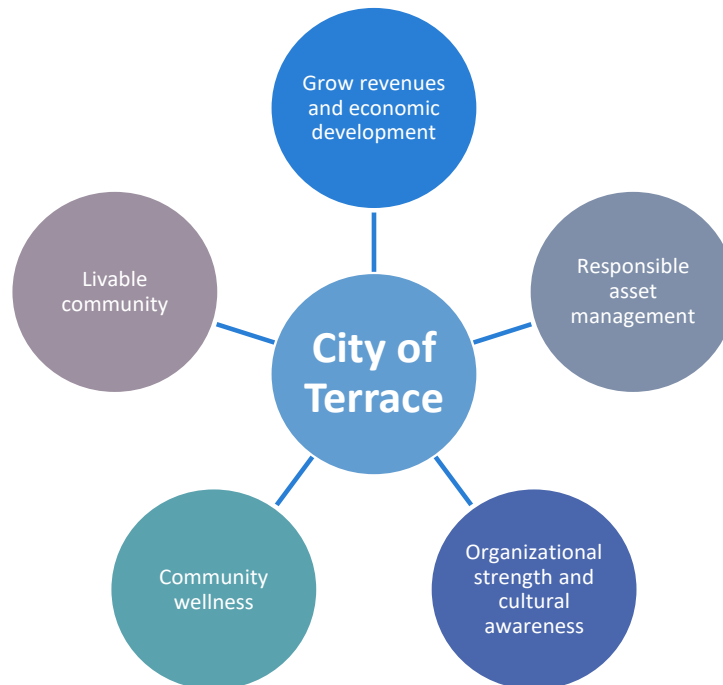 Grow revenues
and economic
development
Livable
community
Responsible
asset
management
City of
Terrace
Community
wellness
Organizational
strength and
cultural
awareness